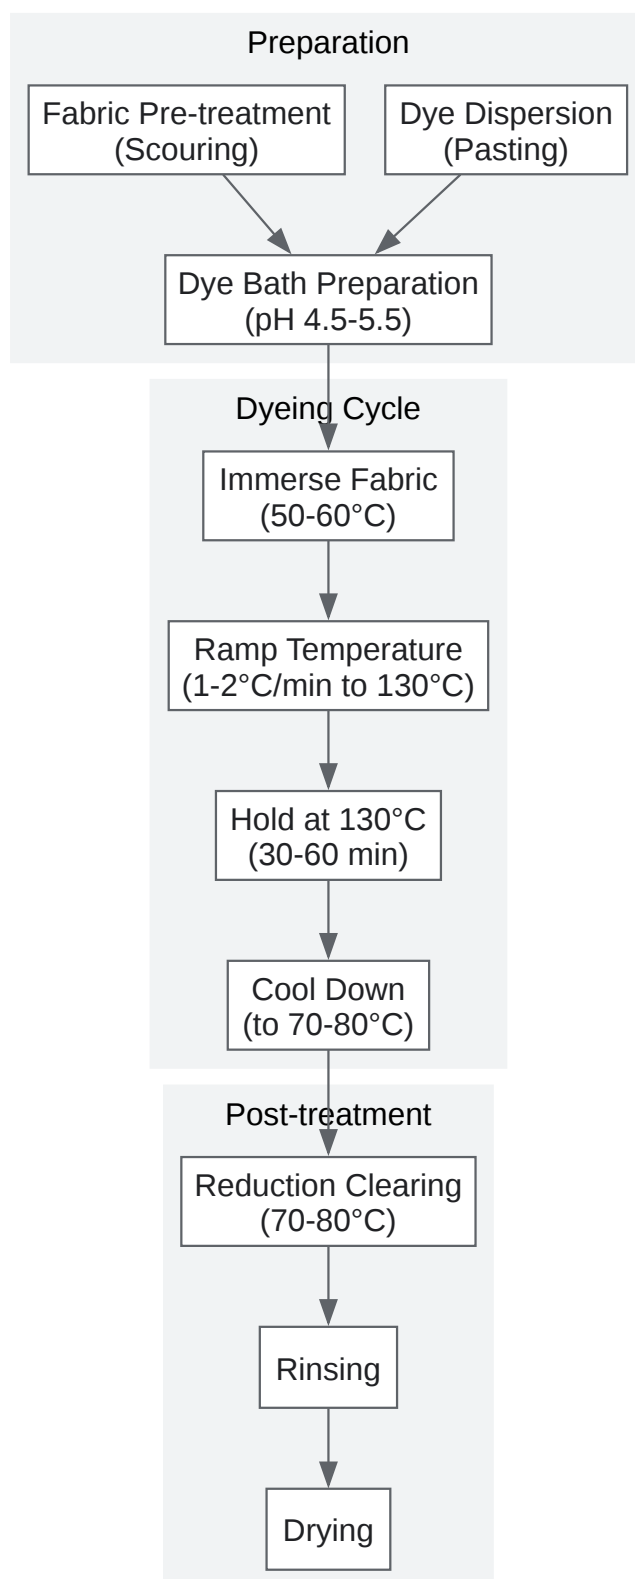 Preparation
Fabric Pre-treatment
(Scouring)
Dye Dispersion
(Pasting)
Dye Bath Preparation
(pH 4.5-5.5)
Dyeing Cycle
Immerse Fabric
(50-60°C)
Ramp Temperature
(1-2°C/min to 130°C)
Hold at 130°C
(30-60 min)
Cool Down
(to 70-80°C)
Post-treatment
Reduction Clearing
(70-80°C)
Rinsing
Drying